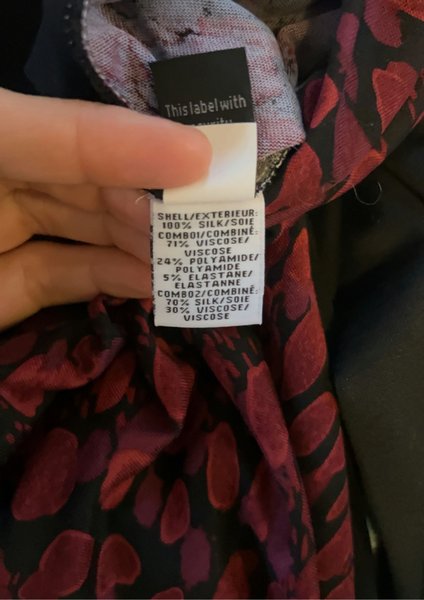 This label with
SHELL/EXTERIEUR:
100% SILK/SOIE
COMBO1/COMBINÉ:
71% VISCOSE/
VISCOSE
24% POLYAMIDE/
POLYAMIDE
5% ELASTANE/
ELASTANNE
COMBO2/COMBINÉ:
70% SILK/SOIE
30% VISCOSE/
VISCOSE